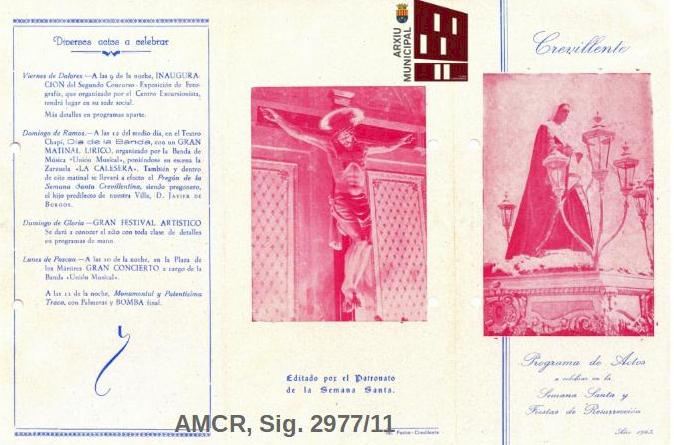 Diversos actos a celebrar
Viernes de Dolores.—A las 9 de la noche, INAUGURA-
CION del Segundo Concurso - Exposición de Foto-
grafía, que organizado por el Centro Excursionista,
tendrá lugar en su sede social.
Más detalles en programas aparte.
Domingo de Ramos.—A las 12 del medio día, en el Teatro
Chapí, Día de la Banda, con un GRAN
MATINAL LIRICO, organizado por la Banda de
Música «Unión Musical», poniéndose en escena la
Zarzuela «LA CALESERA». También y dentro
de este matinal se llevará a efecto el Pregón de la
Semana Santa Crevillentina, siendo pregonero,
el hijo predilecto de nuestra Villa, D. JAVIER DE
BURGOS.
Domingo de Gloria—GRAN FESTIVAL ARTISTICO
Se dará a conocer el sitio con toda clase de detalles
en programas de mano.
Lunes de Pascua—A las 10 de la noche, en la Plaza de
los Mártires GRAN CONCIERTO a cargo de la
Banda «Unión Musical».
A las 12 de la noche, Monumental y Potentísima
Traca, con Palmeras y BOMBA final.
ARXIU
MUNICIPAL
Editado por el Patronato
de la Semana Santa.
Crevillente
Programa de Actos
a celebrar en la
Semana Santa y
Fiestas de Resurrección
Año 1963
AMCR, Sig. 2977/11